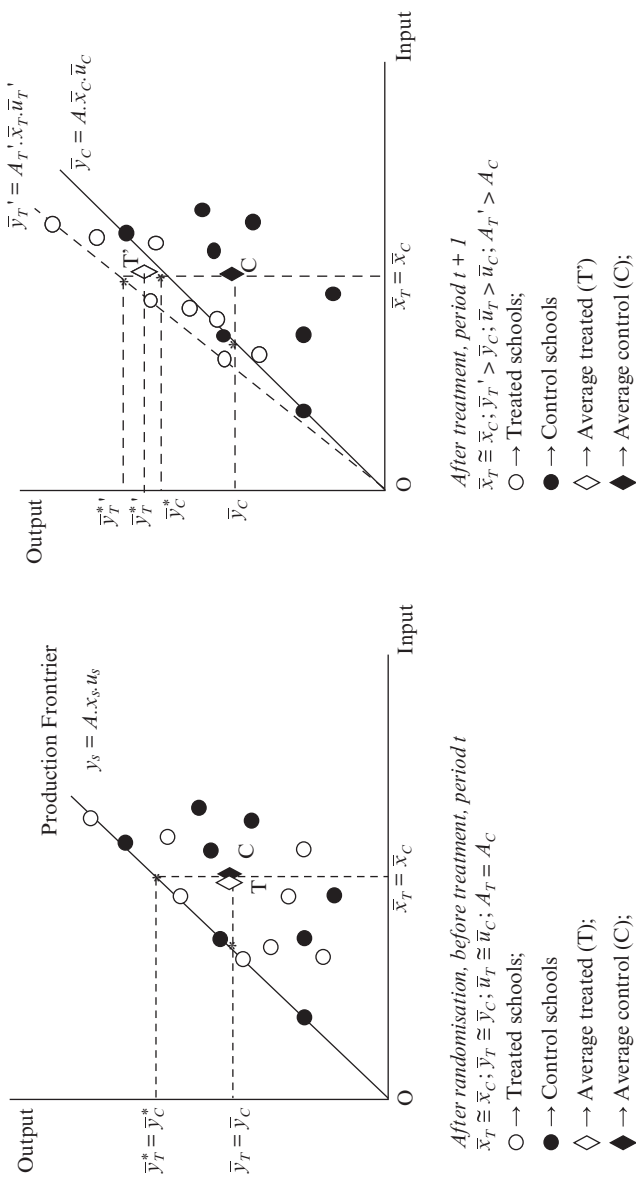 Output
Production Frontrier
y_S = A.x_S.u_S
ȳ*_T = ȳ*_C
ȳ_T = ȳ_C
T
C
O
x̄_T = x̄_C
Input
After randomisation, before treatment, period t
x̄_T ≅ x̄_C; ȳ_T ≅ ȳ_C; ū_T ≅ ū_C; A_T = A_C
○ → Treated schools;
● → Control schools
◇ → Average treated (T);
◆ → Average control (C);
Output
ȳ_T' = A_T'.x̄_T.ū_T'
ȳ_C = A.x̄_C.ū_C
ȳ*_T'
ȳ*_T'
ȳ*_C
ȳ_C
T'
C
O
x̄_T = x̄_C
Input
After treatment, period t + 1
x̄_T ≅ x̄_C; ȳ_T' > ȳ_C; ū_T > ū_C; A_T' > A_C
○ → Treated schools;
● → Control schools
◇ → Average treated (T')
◆ → Average control (C);